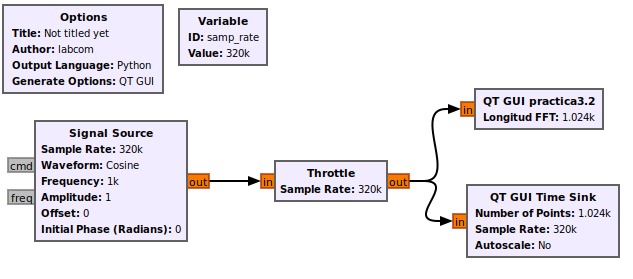 Options
Title: Not titled yet
Author: labcom
Output Language: Python
Generate Options: QT GUI
Variable
ID: samp_rate
Value: 320k
Signal Source
Sample Rate: 320k
Waveform: Cosine
Frequency: 1k
Amplitude: 1
Offset: 0
Initial Phase (Radians): 0
cmd
freq
out
in
Throttle
Sample Rate: 320k
out
in
QT GUI practica3.2
Longitud FFT: 1.024k
in
QT GUI Time Sink
Number of Points: 1.024k
Sample Rate: 320k
Autoscale: No